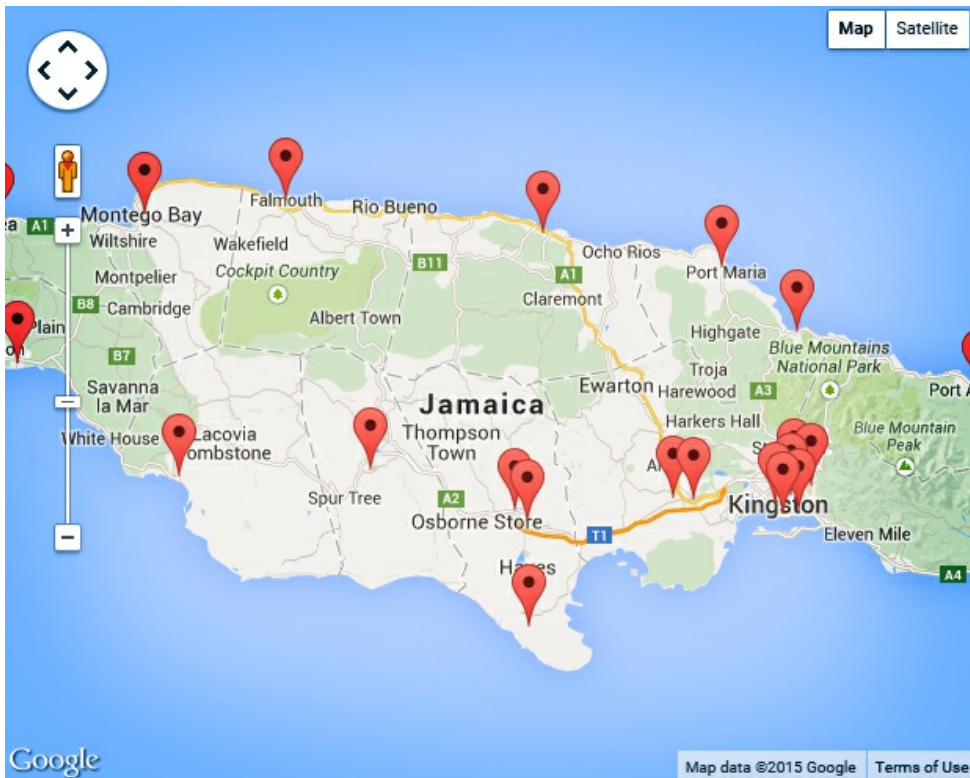 Map Satellite
Montego Bay
Falmouth
Rio Bueno
A1
Wiltshire
Wakefield
Ocho Rios
Montpelier
Cockpit Country
B11
A1
Port Maria
B8
Cambridge
Claremont
Plain
Albert Town
Highgate
Blue Mountains
National Park
B7
Troja
Savanna
la Mar
Ewarton
Harewood
A3
Port A
Jamaica
Harkers Hall
White House
Lacovia
Tombstone
Thompson
Town
Blue Mountain
Peak
Spur Tree
A2
Kingston
Osborne Store
T1
Eleven Mile
A4
Google
Map data ©2015 Google Terms of Use